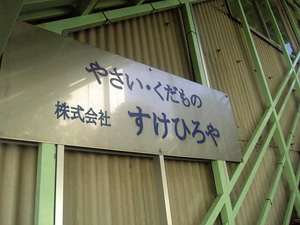 やさい・くだもの
株式会社 すけひろや